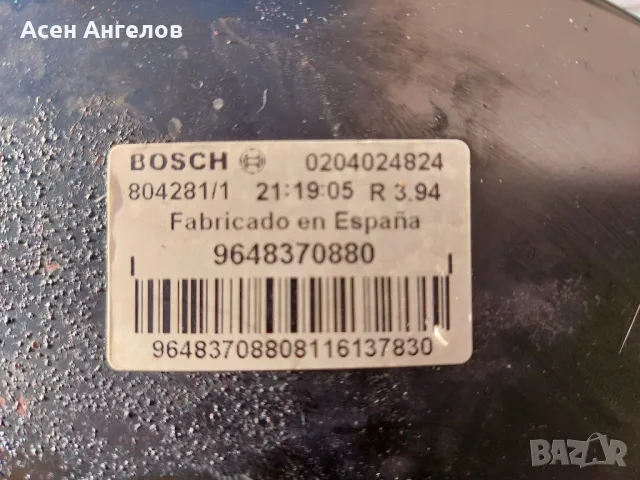 Асен Ангелов
BOSCH 0204024824
804281/1 21:19:05 R 3.94
Fabricado en España
9648370880
96483708808116137830
BAZAR